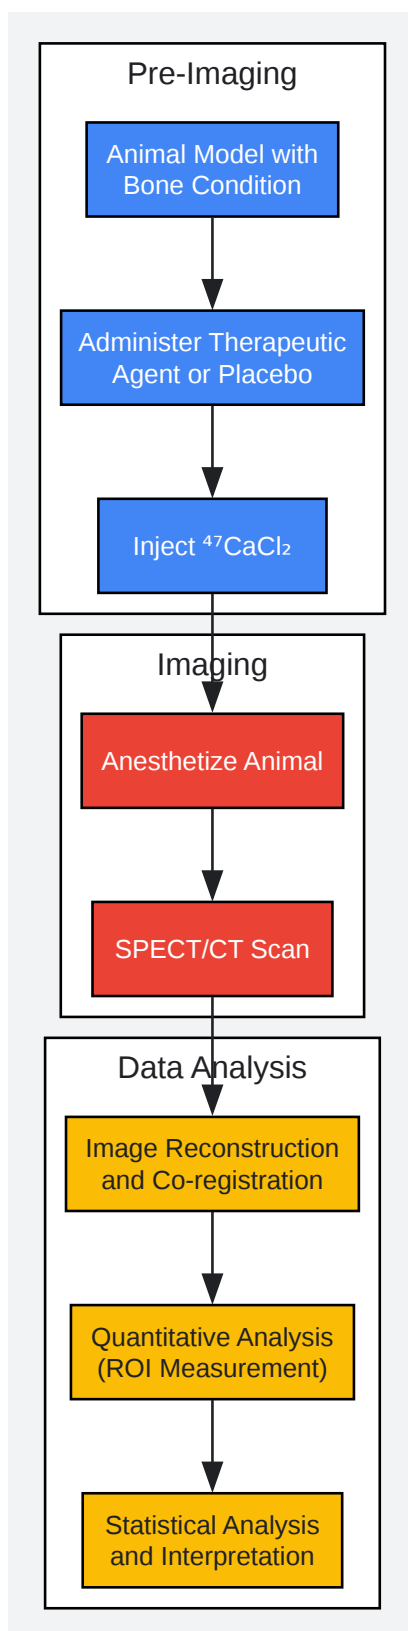 Pre-Imaging
Animal Model with
Bone Condition
Administer Therapeutic
Agent or Placebo
Inject ⁴⁷CaCl₂
Imaging
Anesthetize Animal
SPECT/CT Scan
Data Analysis
Image Reconstruction
and Co-registration
Quantitative Analysis
(ROI Measurement)
Statistical Analysis
and Interpretation